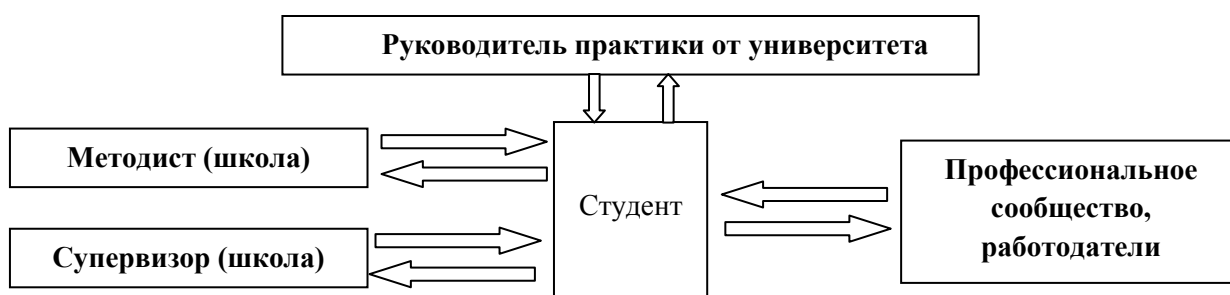 Руководитель практики от университета
Методист (школа)
Супервизор (школа)
Студент
Профессиональное
сообщество,
работодатели